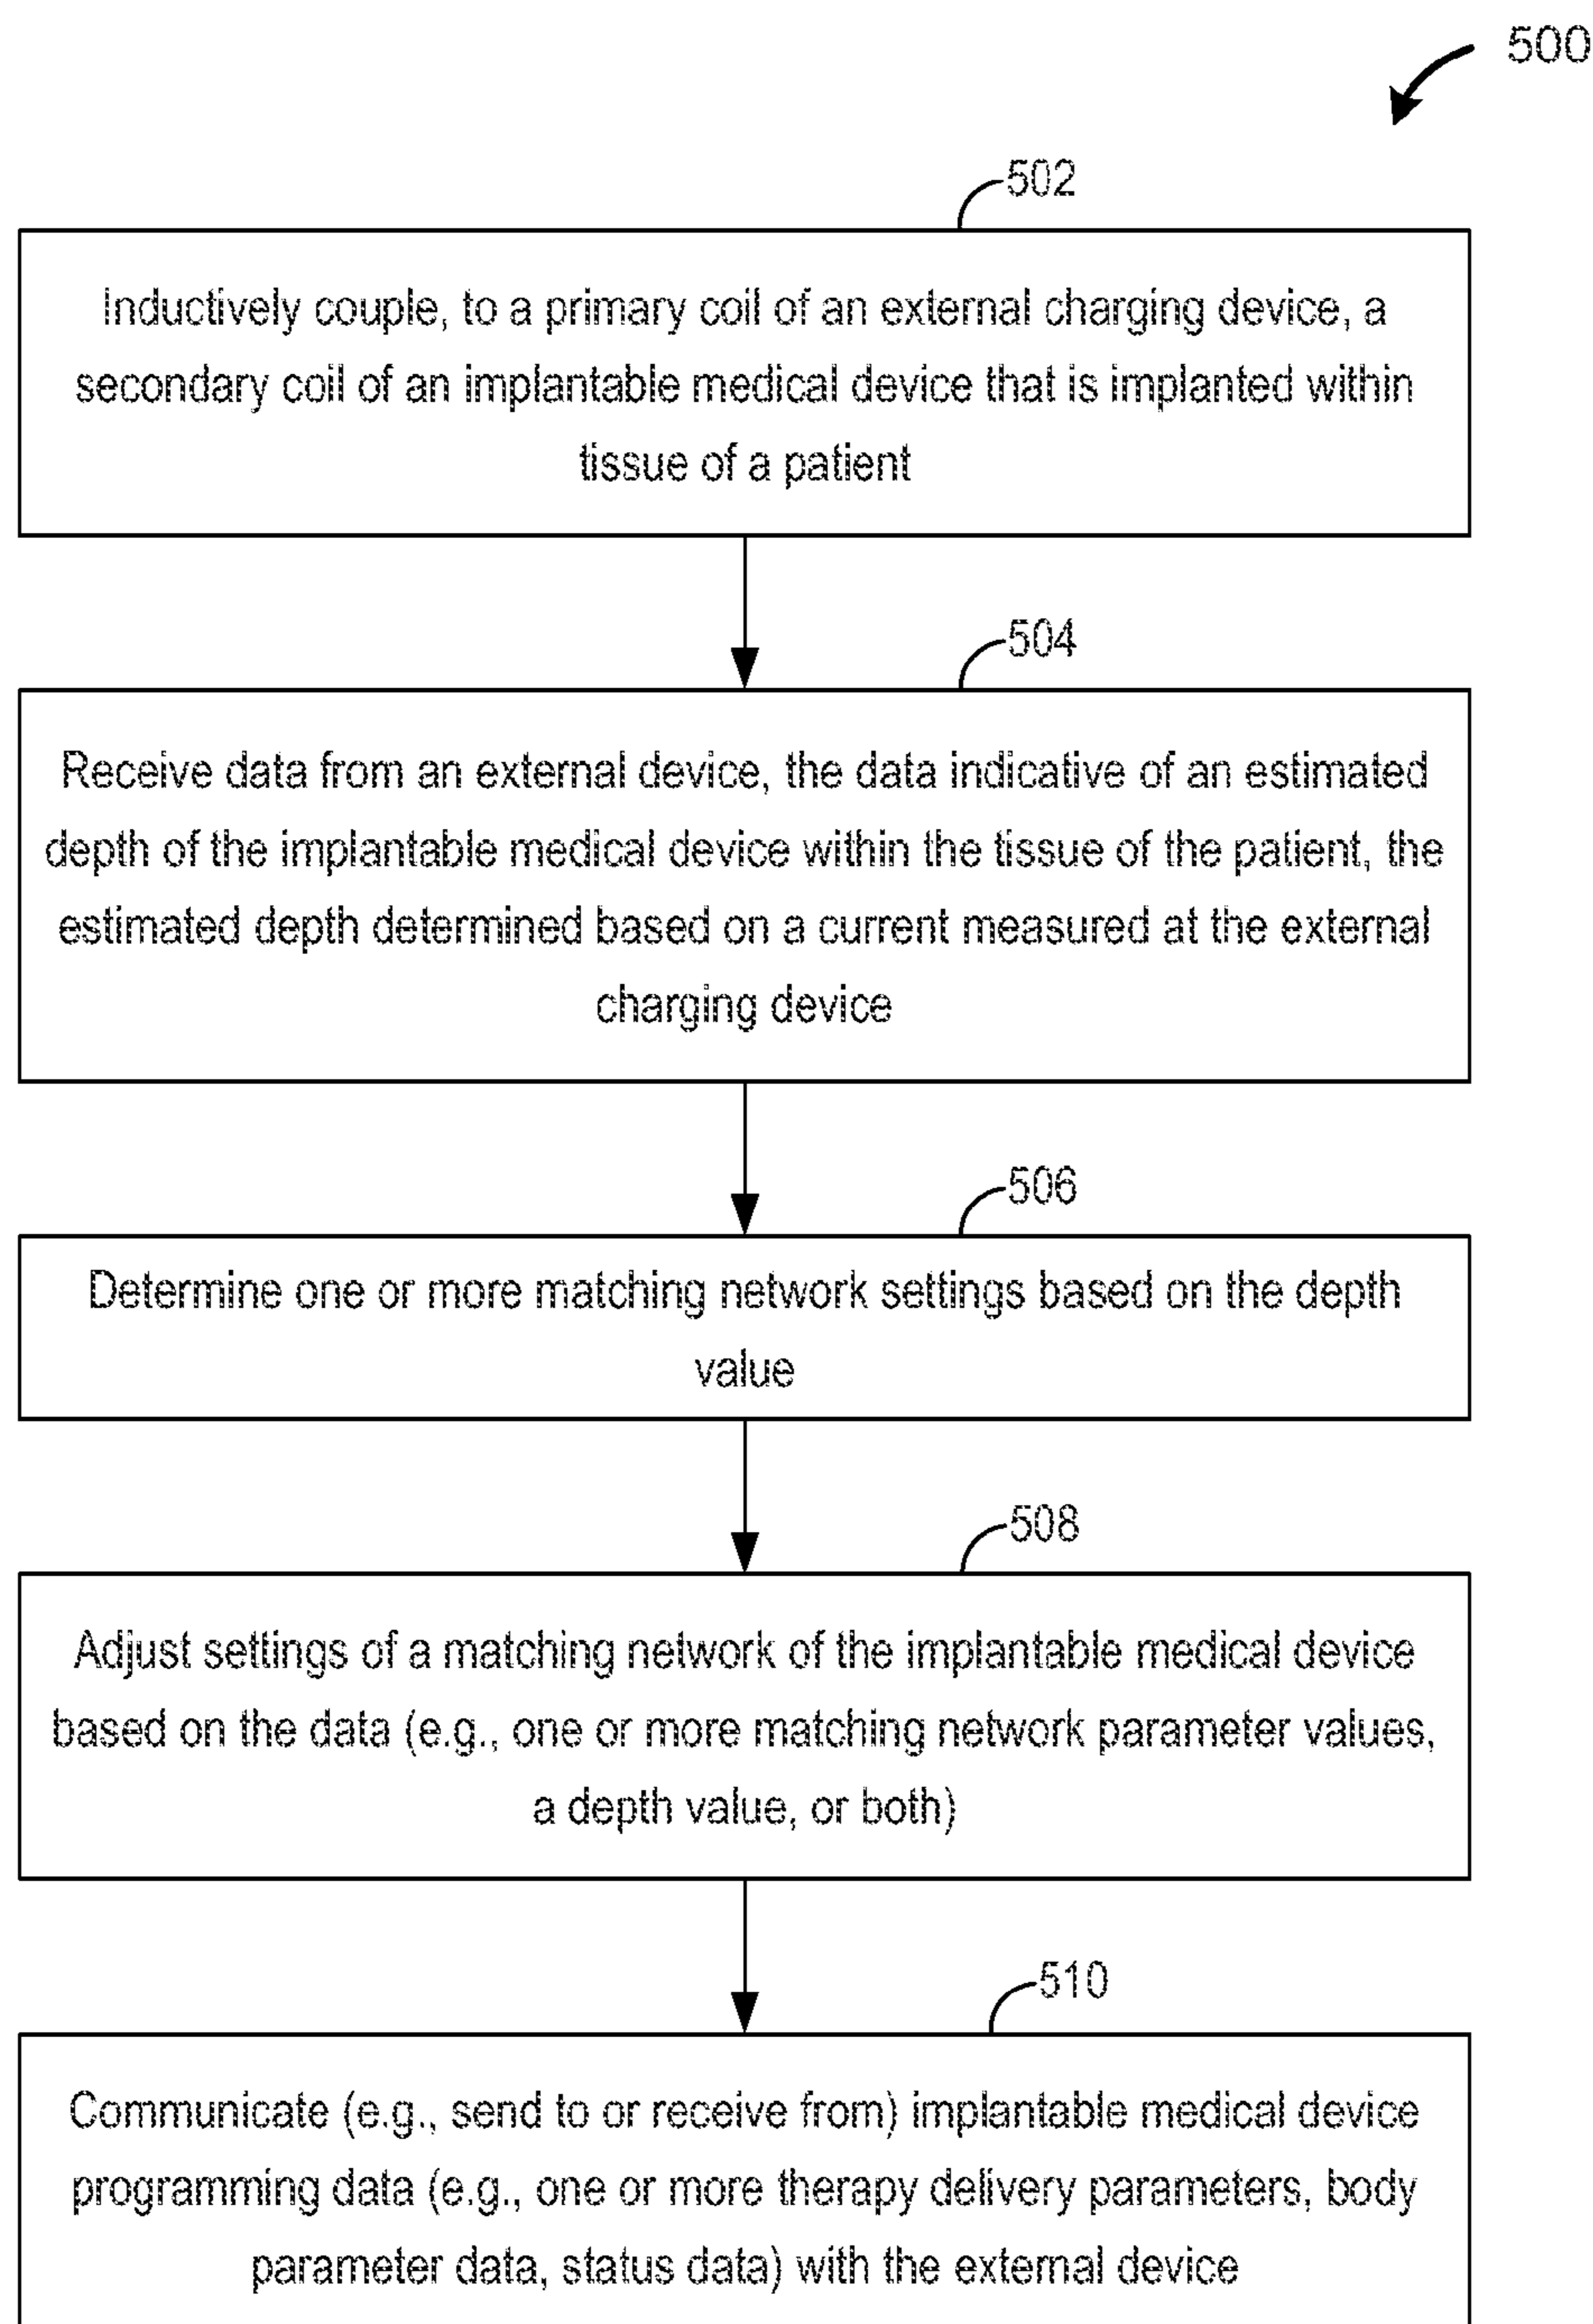 500
502
Inductively couple, to a primary coil of an external charging device, a
secondary coil of an implantable medical device that is implanted within
tissue of a patient
504
Receive data from an external device, the data indicative of an estimated
depth of the implantable medical device within the tissue of the patient, the
estimated depth determined based on a current measured at the external
charging device
506
Determine one or more matching network settings based on the depth
value
508
Adjust settings of a matching network of the implantable medical device
based on the data (e.g., one or more matching network parameter values,
a depth value, or both)
510
Communicate (e.g., send to or receive from) implantable medical device
programming data (e.g., one or more therapy delivery parameters, body
parameter data, status data) with the external device